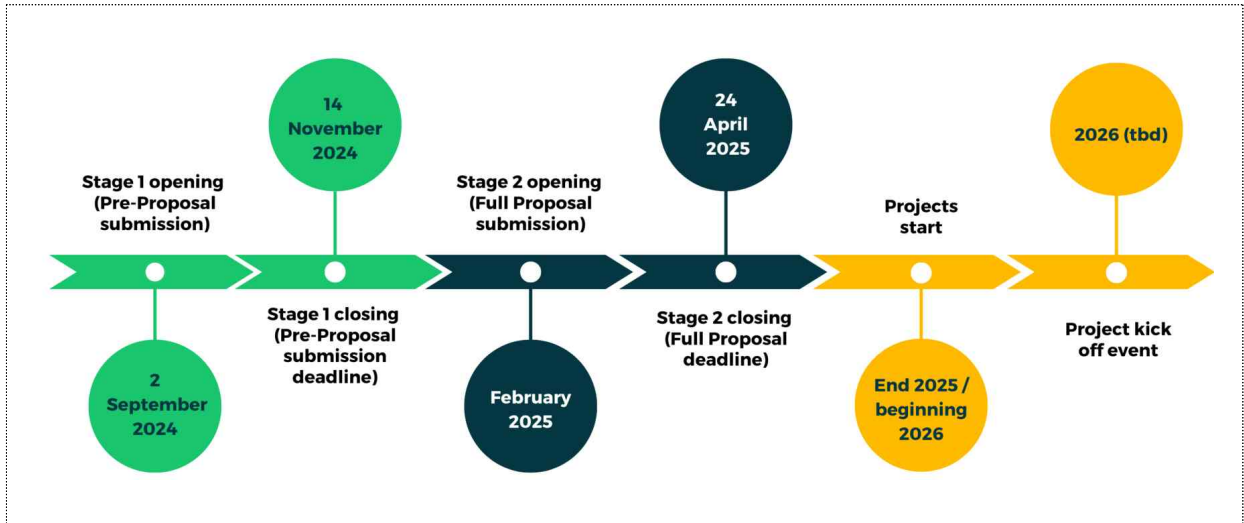 Stage 1 opening
(Pre-Proposal
submission)
2
September
2024
14
November
2024
Stage 1 closing
(Pre-Proposal
submission
deadline)
Stage 2 opening
(Full Proposal
submission)
February
2025
24
April
2025
Stage 2 closing
(Full Proposal
deadline)
Projects
start
End 2025 /
beginning
2026
2026 (tbd)
Project kick
off event